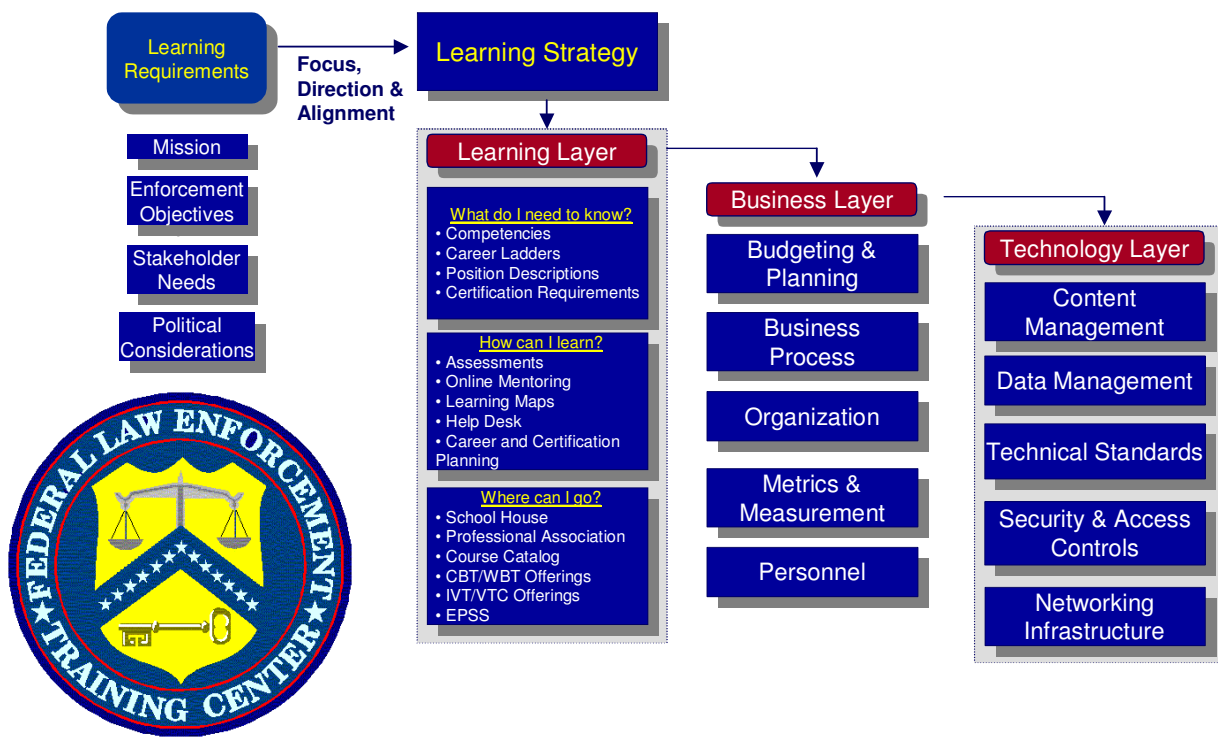 Learning
Requirements
Focus,
Direction &
Alignment
Learning Strategy
Mission
Enforcement
Objectives
Stakeholder
Needs
Political
Considerations
FEDERAL LAW ENFORCEMENT
TRAINING CENTER
Learning Layer
What do I need to know?
• Competencies
• Career Ladders
• Position Descriptions
• Certification Requirements
How can I learn?
• Assessments
• Online Mentoring
• Learning Maps
• Help Desk
• Career and Certification
Planning
Where can I go?
• School House
• Professional Association
• Course Catalog
• CBT/WBT Offerings
• IVT/VTC Offerings
• EPSS
Business Layer
Budgeting &
Planning
Business
Process
Organization
Metrics &
Measurement
Personnel
Technology Layer
Content
Management
Data Management
Technical Standards
Security & Access
Controls
Networking
Infrastructure